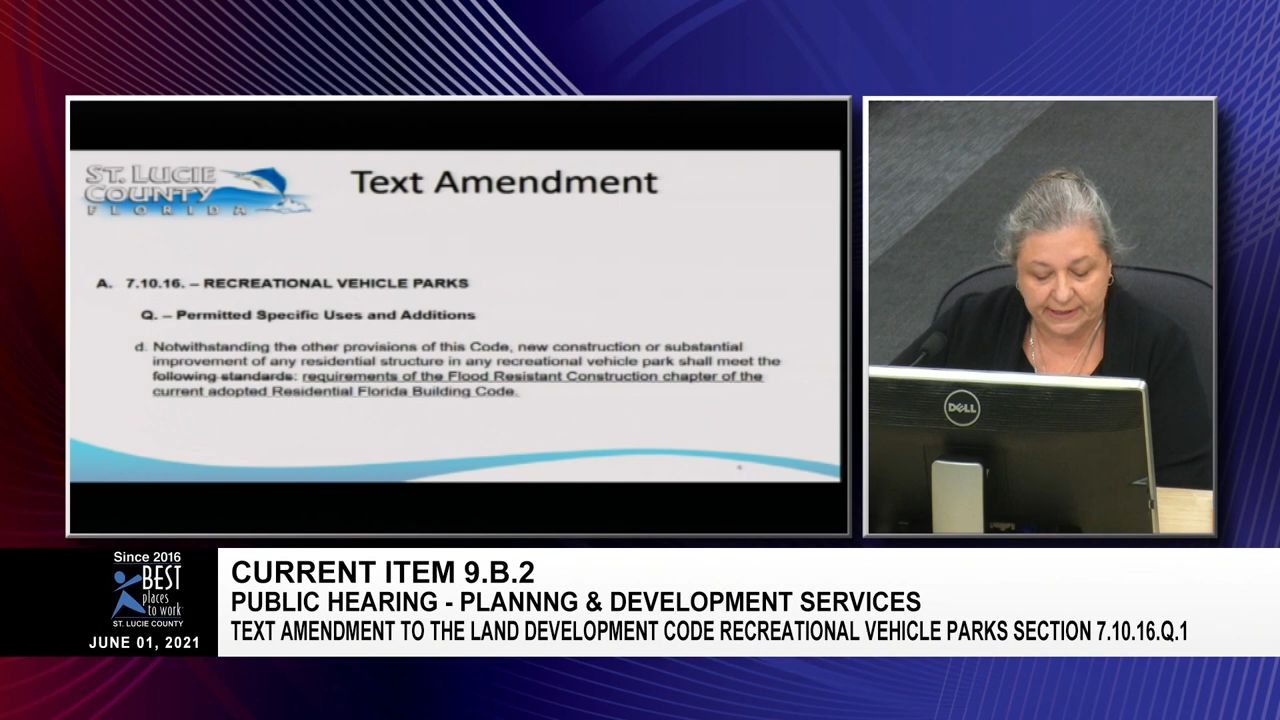 ST. LUCIE
COUNTY
FLORIDA
Text Amendment
A. 7.10.16. – RECREATIONAL VEHICLE PARKS
Q. – Permitted Specific Uses and Additions
d. Notwithstanding the other provisions of this Code, new construction or substantial
improvement of any residential structure in any recreational vehicle park shall meet the
following standards: requirements of the Flood Resistant Construction chapter of the
current adopted Residential Florida Building Code.
DELL
Since 2016
BEST
places
to work
ST. LUCIE COUNTY
JUNE 01, 2021
CURRENT ITEM 9.B.2
PUBLIC HEARING - PLANNNG & DEVELOPMENT SERVICES
TEXT AMENDMENT TO THE LAND DEVELOPMENT CODE RECREATIONAL VEHICLE PARKS SECTION 7.10.16.Q.1